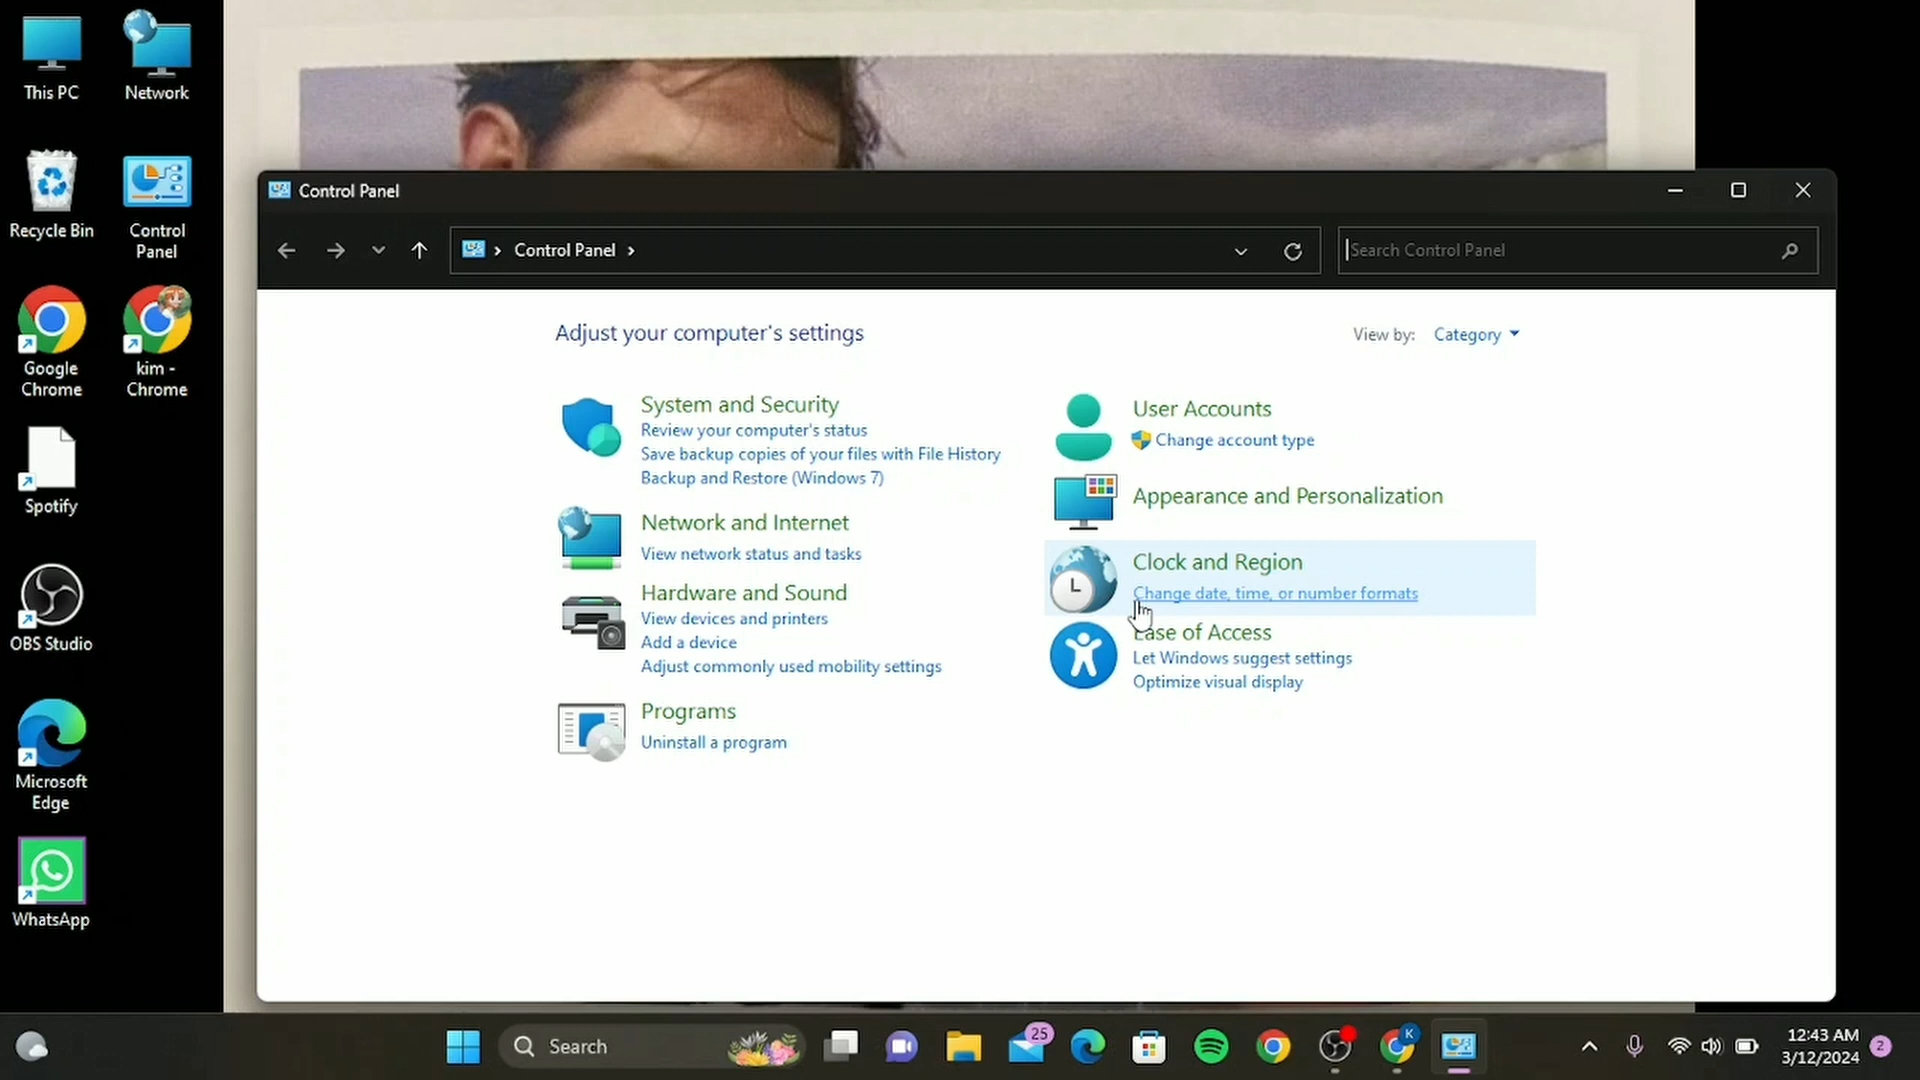 This PC
Network
Recycle Bin
Control
Panel
Google
Chrome
kim -
Chrome
Spotify
OBS Studio
Microsoft
Edge
WhatsApp
Control Panel
Control Panel
Search Control Panel
Adjust your computer's settings
View by: Category
System and Security
Review your computer's status
Save backup copies of your files with File History
Backup and Restore (Windows 7)
Network and Internet
View network status and tasks
Hardware and Sound
View devices and printers
Add a device
Adjust commonly used mobility settings
Programs
Uninstall a program
User Accounts
Change account type
Appearance and Personalization
Clock and Region
Change date, time, or number formats
Ease of Access
Let Windows suggest settings
Optimize visual display
Search
25
K
12:43 AM
3/12/2024
2